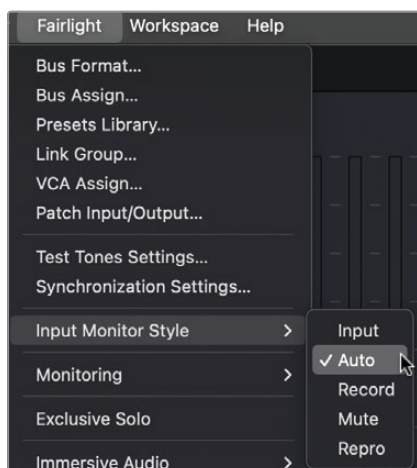 Fairlight Workspace Help
Bus Format...
Bus Assign...
Presets Library...
Link Group...
VCA Assign...
Patch Input/Output...
Test Tones Settings...
Synchronization Settings...
Input Monitor Style
Input
Auto
Monitoring
Record
Exclusive Solo
Mute
Immersive Audio
Repro